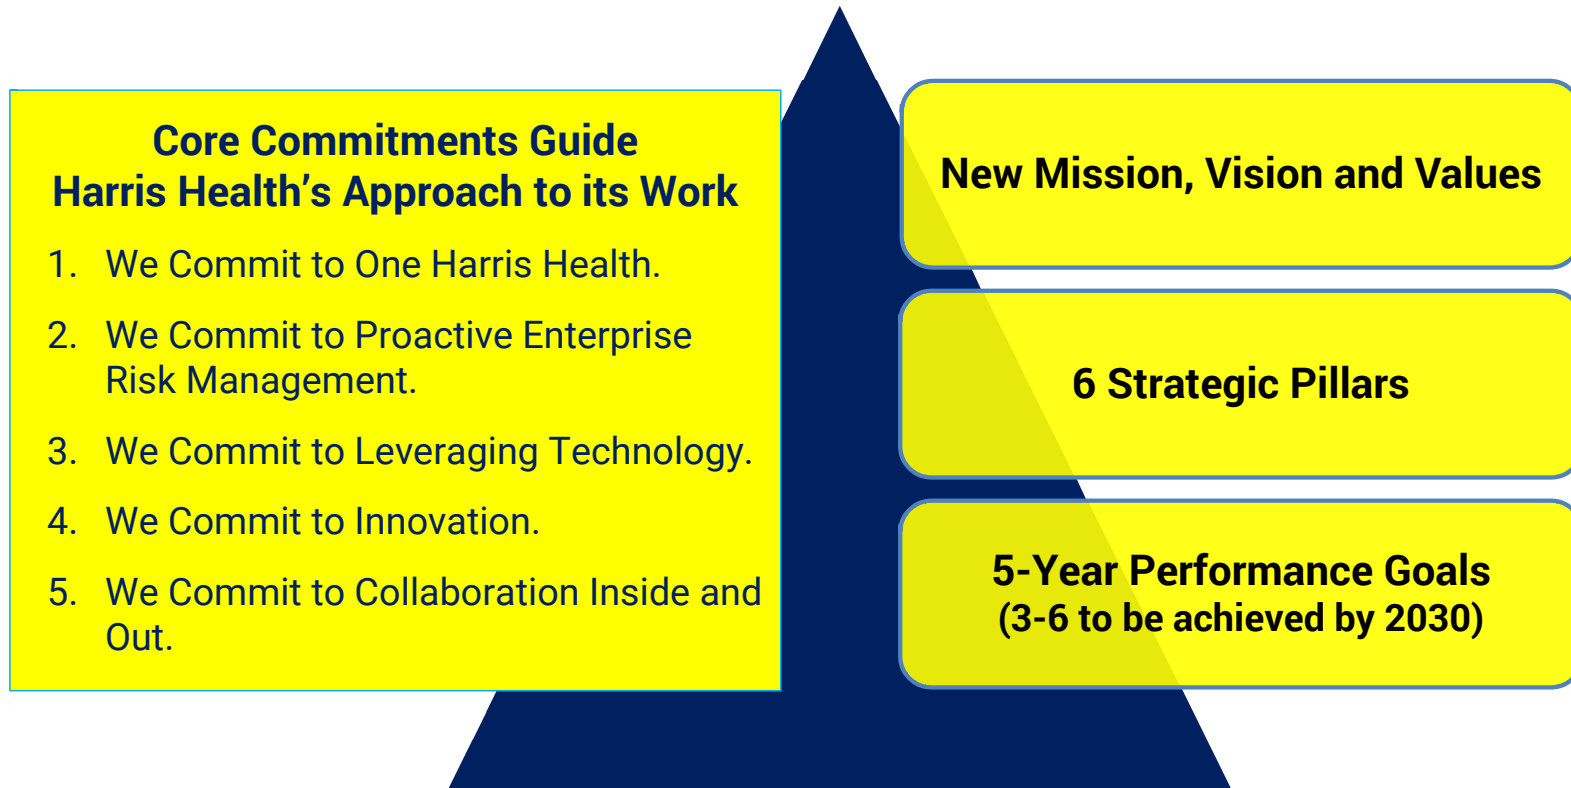 Core Commitments Guide
Harris Health’s Approach to its Work
1. We Commit to One Harris Health.
2. We Commit to Proactive Enterprise
Risk Management.
3. We Commit to Leveraging Technology.
4. We Commit to Innovation.
5. We Commit to Collaboration Inside and
Out.
New Mission, Vision and Values
6 Strategic Pillars
5-Year Performance Goals
(3-6 to be achieved by 2030)